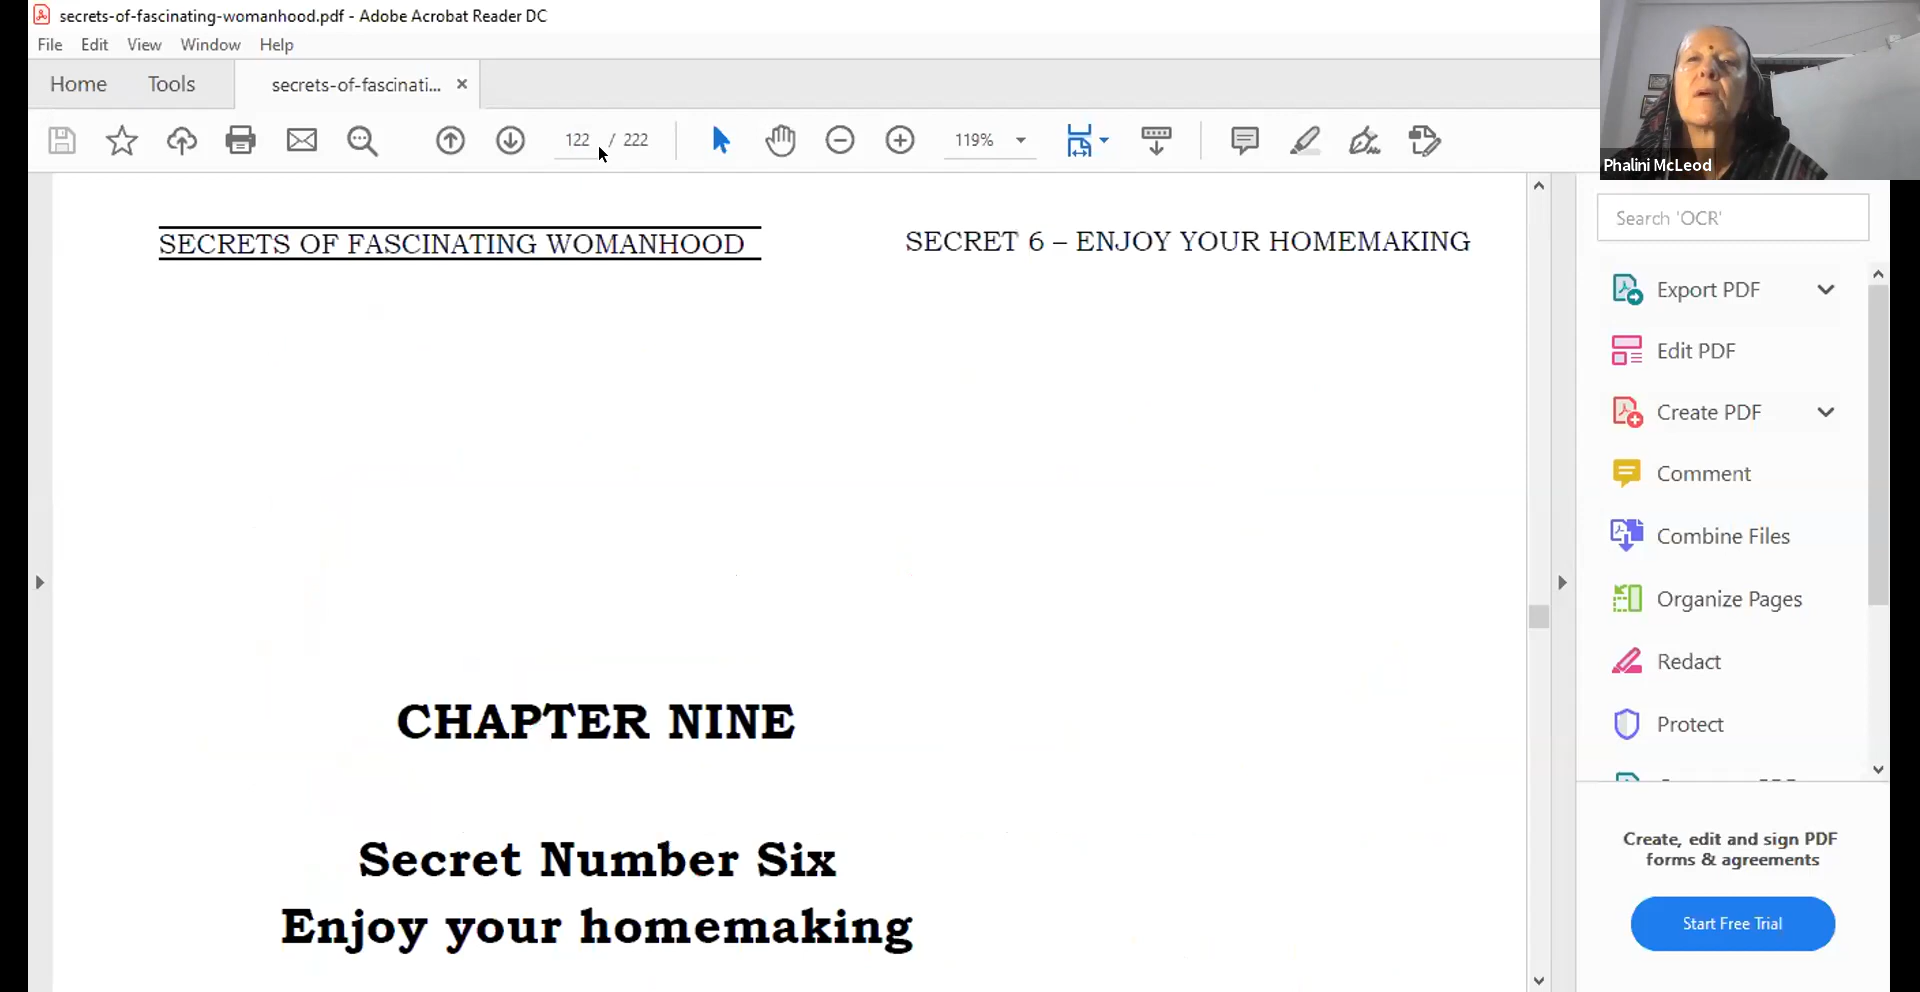 secrets-of-fascinating-womanhood.pdf - Adobe Acrobat Reader DC
File Edit View Window Help
Home Tools secrets-of-fascinati... ×
122 / 222 119%
Phalini McLeod
SECRETS OF FASCINATING WOMANHOOD SECRET 6 – ENJOY YOUR HOMEMAKING
CHAPTER NINE
Secret Number Six
Enjoy your homemaking
Search 'OCR'
Export PDF
Edit PDF
Create PDF
Comment
Combine Files
Organize Pages
Redact
Protect
Create, edit and sign PDF
forms & agreements
Start Free Trial